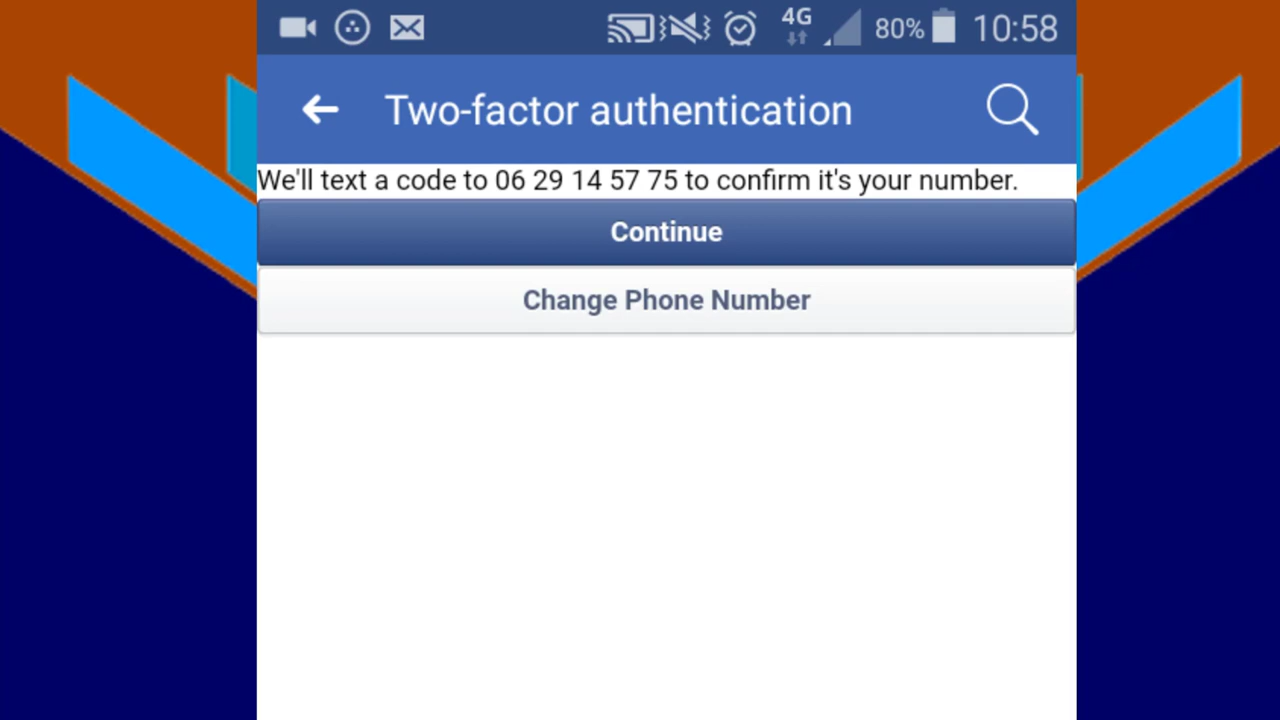 4G 80% 10:58
Two-factor authentication
We'll text a code to 06 29 14 57 75 to confirm it's your number.
Continue
Change Phone Number